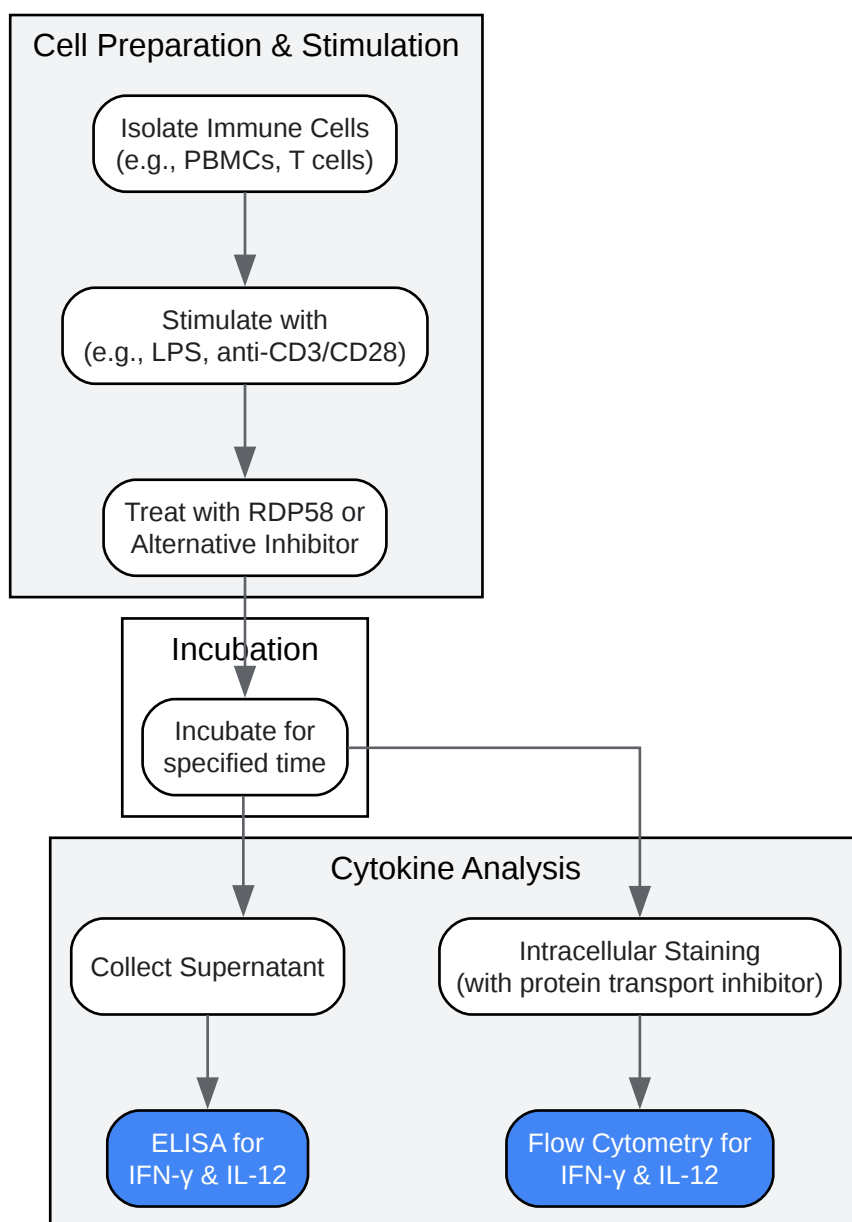 Cell Preparation & Stimulation
Isolate Immune Cells
(e.g., PBMCs, T cells)
Stimulate with
(e.g., LPS, anti-CD3/CD28)
Treat with RDP58 or
Alternative Inhibitor
Incubation
Incubate for
specified time
Cytokine Analysis
Collect Supernatant
Intracellular Staining
(with protein transport inhibitor)
ELISA for
IFN-γ & IL-12
Flow Cytometry for
IFN-γ & IL-12